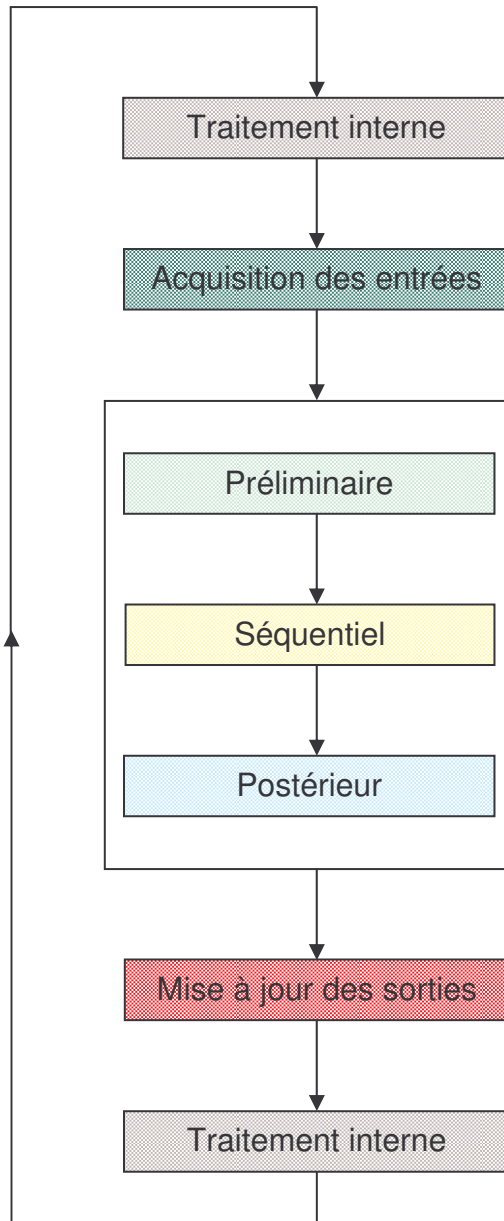 Traitement interne
Acquisition des entrées
Préliminaire
Séquentiel
Postérieur
Mise à jour des sorties
Traitement interne